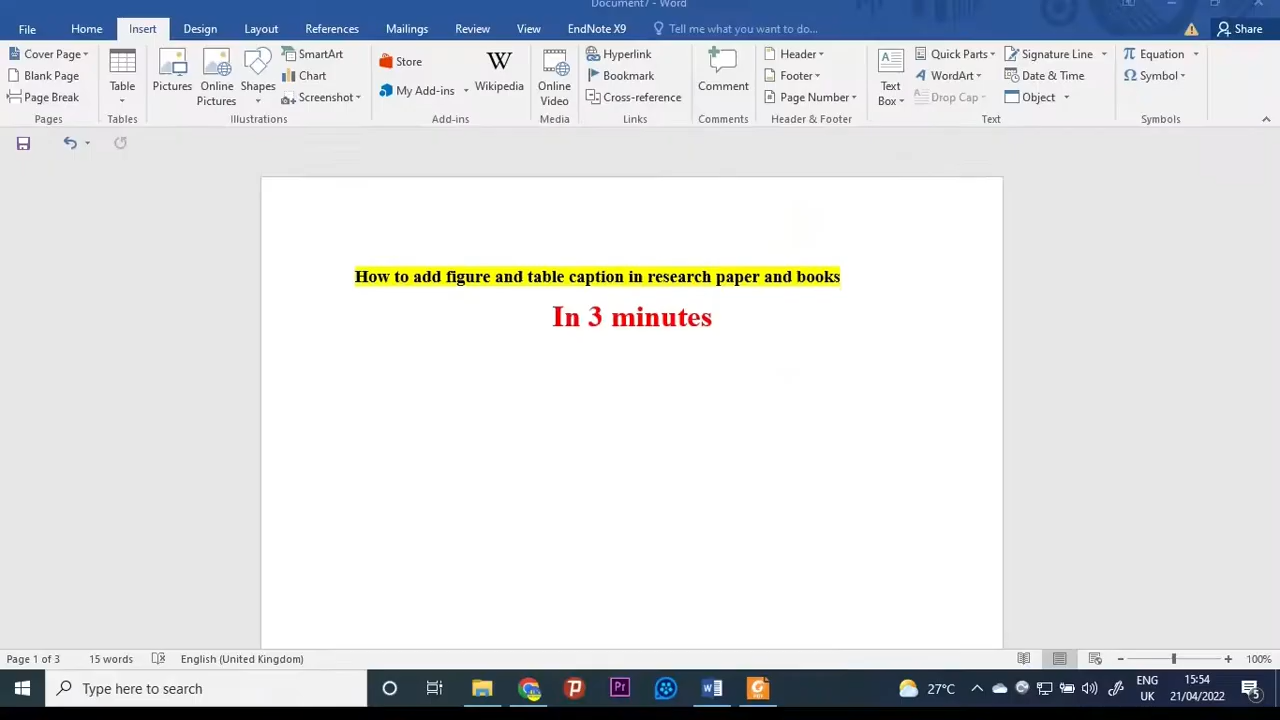 Document7 - Word
File Home Insert Design Layout References Mailings Review View EndNote X9 Tell me what you want to do... Share
Cover Page
Blank Page
Page Break
Pages
Table
Tables
Pictures
Online Pictures
Shapes
SmartArt
Chart
Screenshot
Illustrations
Store
My Add-ins
W
Wikipedia
Add-ins
Online Video
Media
Hyperlink
Bookmark
Cross-reference
Links
Comment
Comments
Header
Footer
Page Number
Header & Footer
A
Text Box
Quick Parts
WordArt
Drop Cap
Signature Line
Date & Time
Object
Text
π Equation
Ω Symbol
Symbols
How to add figure and table caption in research paper and books
In 3 minutes
Page 1 of 3 15 words English (United Kingdom) 100%
Type here to search
27°C
ENG
UK
15:54
21/04/2022
5